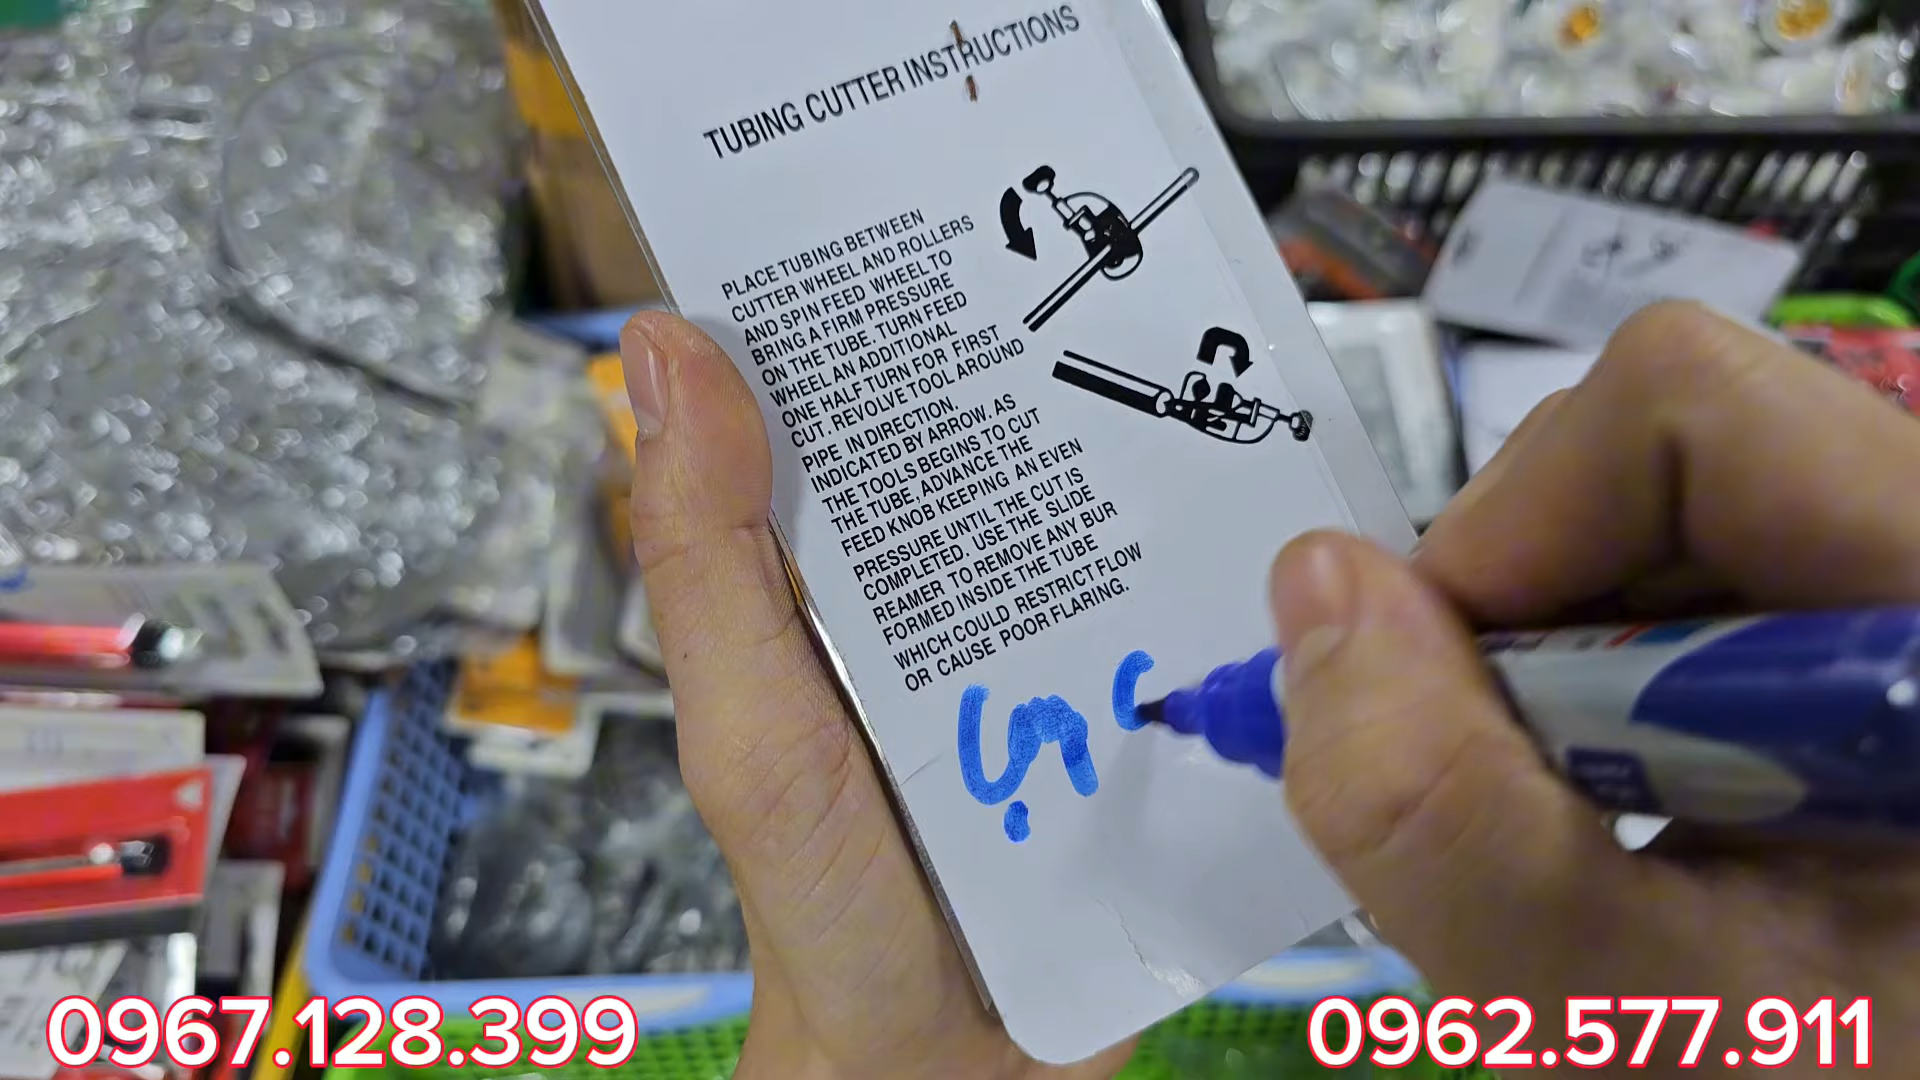 TUBING CUTTER INSTRUCTIONS
PLACE TUBING BETWEEN
CUTTER WHEEL AND ROLLERS
AND SPIN FEED WHEEL TO
BRING A FIRM PRESSURE
ON THE TUBE. TURN FEED
WHEEL AN ADDITIONAL
ONE HALF TURN FOR FIRST
CUT. REVOLVE TOOL AROUND
PIPE IN DIRECTION.
INDICATED BY ARROW. AS
THE TOOLS BEGINS TO CUT
THE TUBE, ADVANCE THE
FEED KNOB KEEPING AN EVEN
PRESSURE UNTIL THE CUT IS
COMPLETED. USE THE SLIDE
REAMER TO REMOVE ANY BUR
FORMED INSIDE THE TUBE
WHICH COULD RESTRICT FLOW
OR CAUSE POOR FLARING.
0967.128.399
0962.577.911